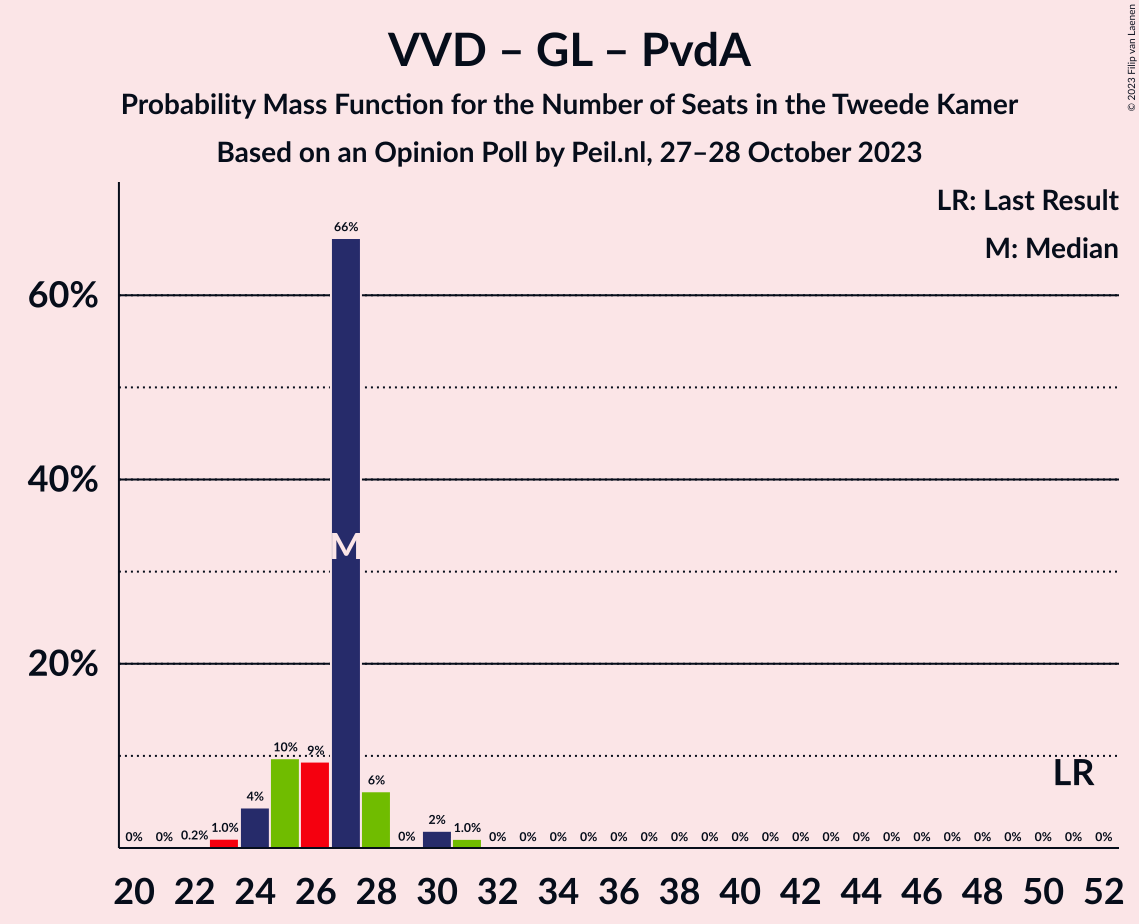 VVD – GL – PvdA
Probability Mass Function for the Number of Seats in the Tweede Kamer
Based on an Opinion Poll by Peil.nl, 27–28 October 2023
© 2023 Filip van Laenen
LR: Last Result
M: Median
60%
40%
20%
0% 0% 0.2% 1.0% 4% 10% 9% 66% 6% 0% 2% 1.0% 0% 0% 0% 0% 0% 0% 0% 0% 0% 0% 0% 0% 0% 0% 0% 0% 0% 0% 0% 0% 0%
M
LR
20 22 24 26 28 30 32 34 36 38 40 42 44 46 48 50 52